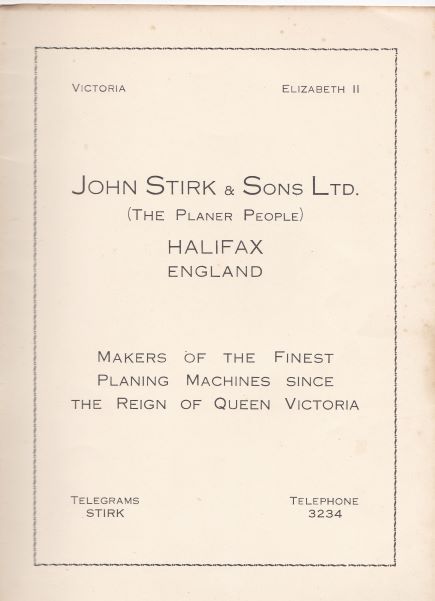 VICTORIA ELIZABETH II
JOHN STIRK & SONS LTD.
(THE PLANER PEOPLE)
HALIFAX
ENGLAND
MAKERS OF THE FINEST
PLANING MACHINES SINCE
THE REIGN OF QUEEN VICTORIA
TELEGRAMS TELEPHONE
STIRK 3234